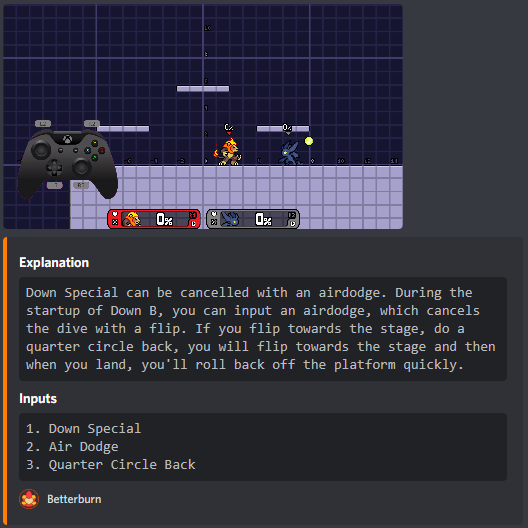 0%
0%
0%
0%
Explanation
Down Special can be cancelled with an airdodge. During the
startup of Down B, you can input an airdodge, which cancels
the dive with a flip. If you flip towards the stage, do a
quarter circle back, you will flip towards the stage and then
when you land, you'll roll back off the platform quickly.
Inputs
1. Down Special
2. Air Dodge
3. Quarter Circle Back
Betterburn